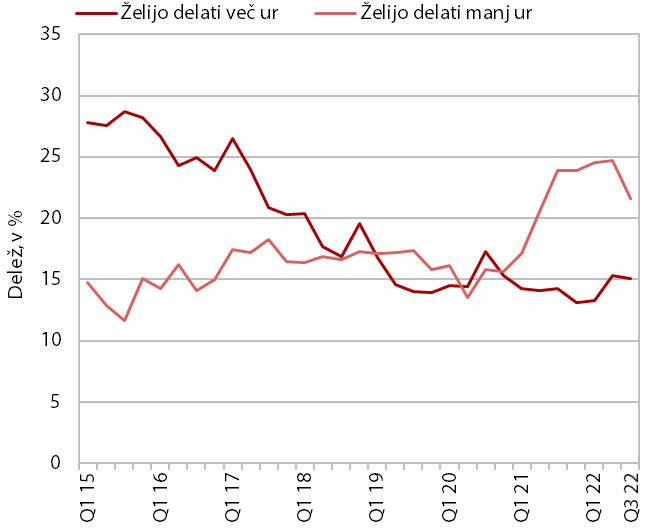 Želijo delati več ur
Želijo delati manj ur
Delež, v %
35
30
25
20
15
10
5
0
Q1 15
Q1 16
Q1 17
Q1 18
Q1 19
Q1 20
Q1 21
Q1 22
Q3 22